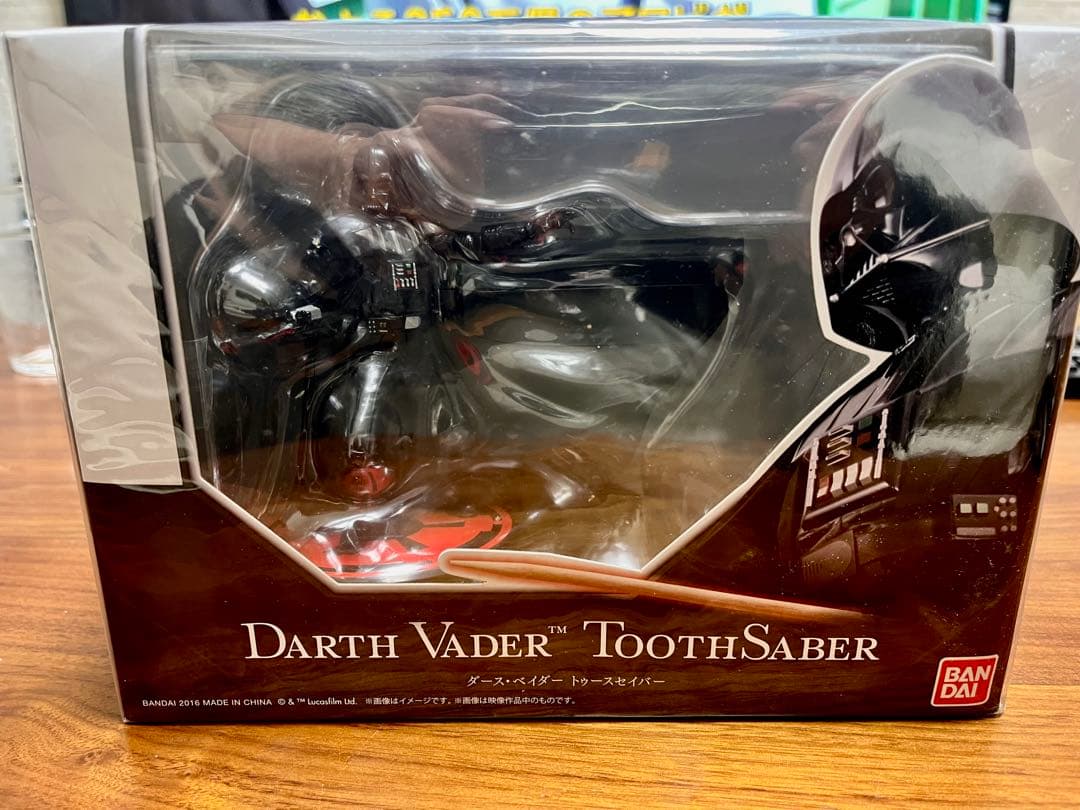 DARTH VADER™ TOOTHSABER
ダース・ベイダー トゥースセイバー
BANDAI 2016 MADE IN CHINA © & ™ Lucasfilm Ltd. ※画像はイメージです。※画像は映像作品中のものです。
BAN
DAI